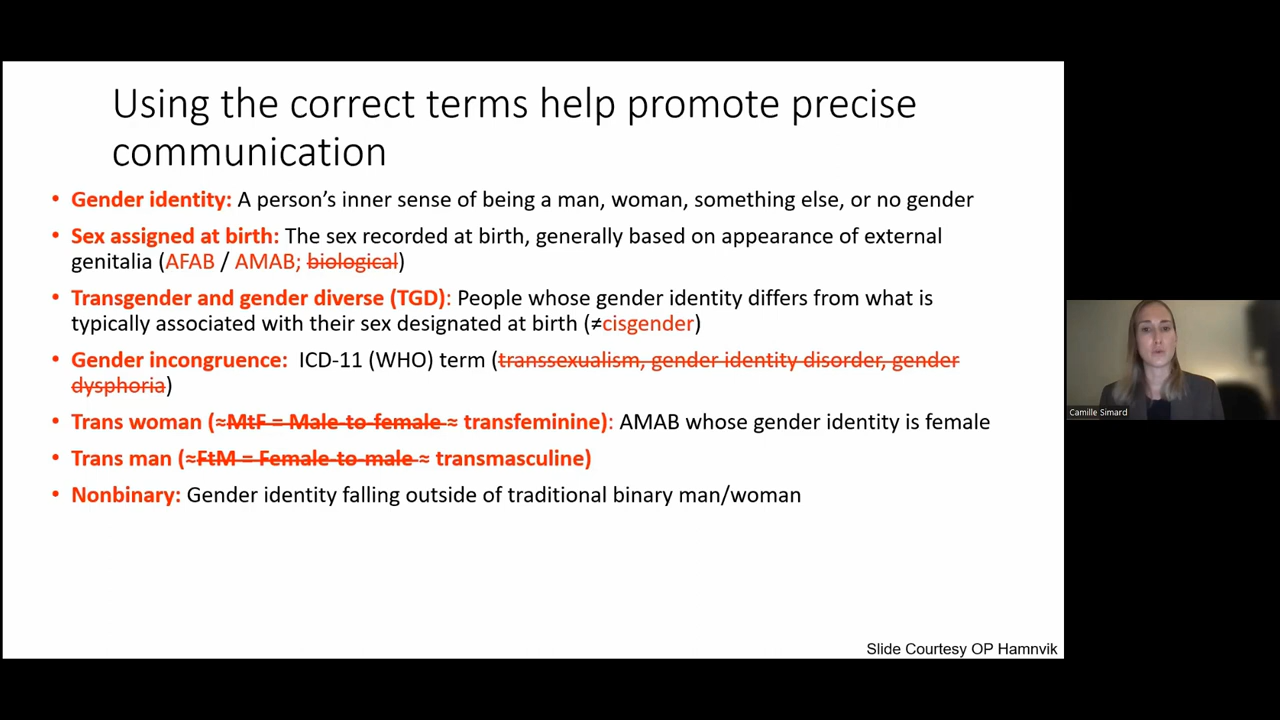 Using the correct terms help promote precise
communication
• Gender identity: A person's inner sense of being a man, woman, something else, or no gender
• Sex assigned at birth: The sex recorded at birth, generally based on appearance of external
genitalia (AFAB / AMAB; biological)
• Transgender and gender diverse (TGD): People whose gender identity differs from what is
typically associated with their sex designated at birth (≠cisgender)
• Gender incongruence: ICD-11 (WHO) term (transsexualism, gender identity disorder, gender
dysphoria)
• Trans woman (≈MtF = Male-to-female ≈ transfeminine): AMAB whose gender identity is female
• Trans man (≈FtM = Female-to-male ≈ transmasculine)
• Nonbinary: Gender identity falling outside of traditional binary man/woman
Slide Courtesy OP Hamnvik
Camille Simard